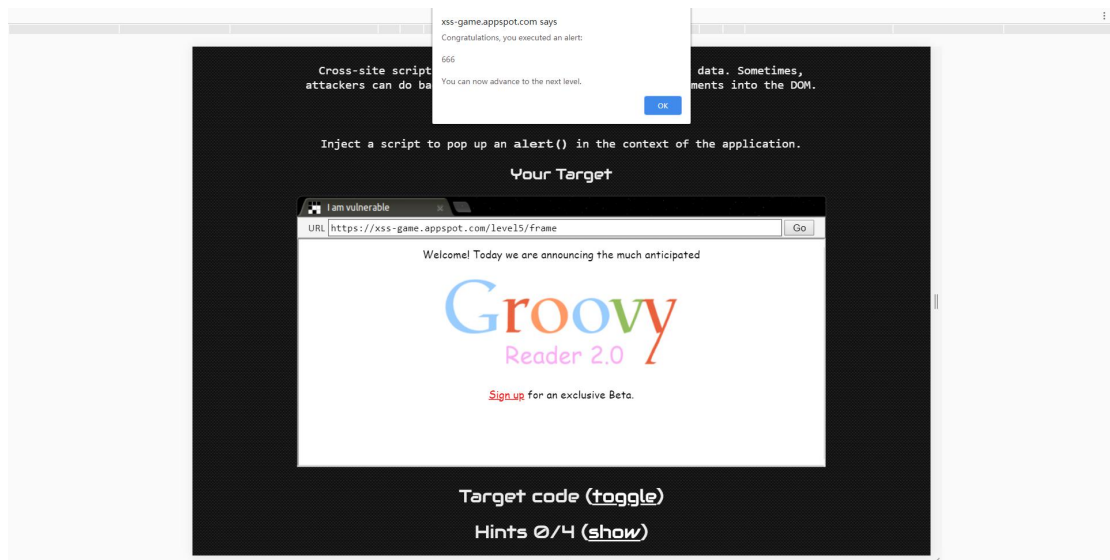 xss-game.appspot.com says
Congratulations, you executed an alert:
666
You can now advance to the next level.
OK
Cross-site script data. Sometimes,
attackers can do ba ments into the DOM.
Inject a script to pop up an alert() in the context of the application.
Your Target
I am vulnerable
URL https://xss-game.appspot.com/level5/frame Go
Welcome! Today we are announcing the much anticipated
Groovy
Reader 2.0
Sign up for an exclusive Beta.
Target code (toggle)
Hints 0/4 (show)